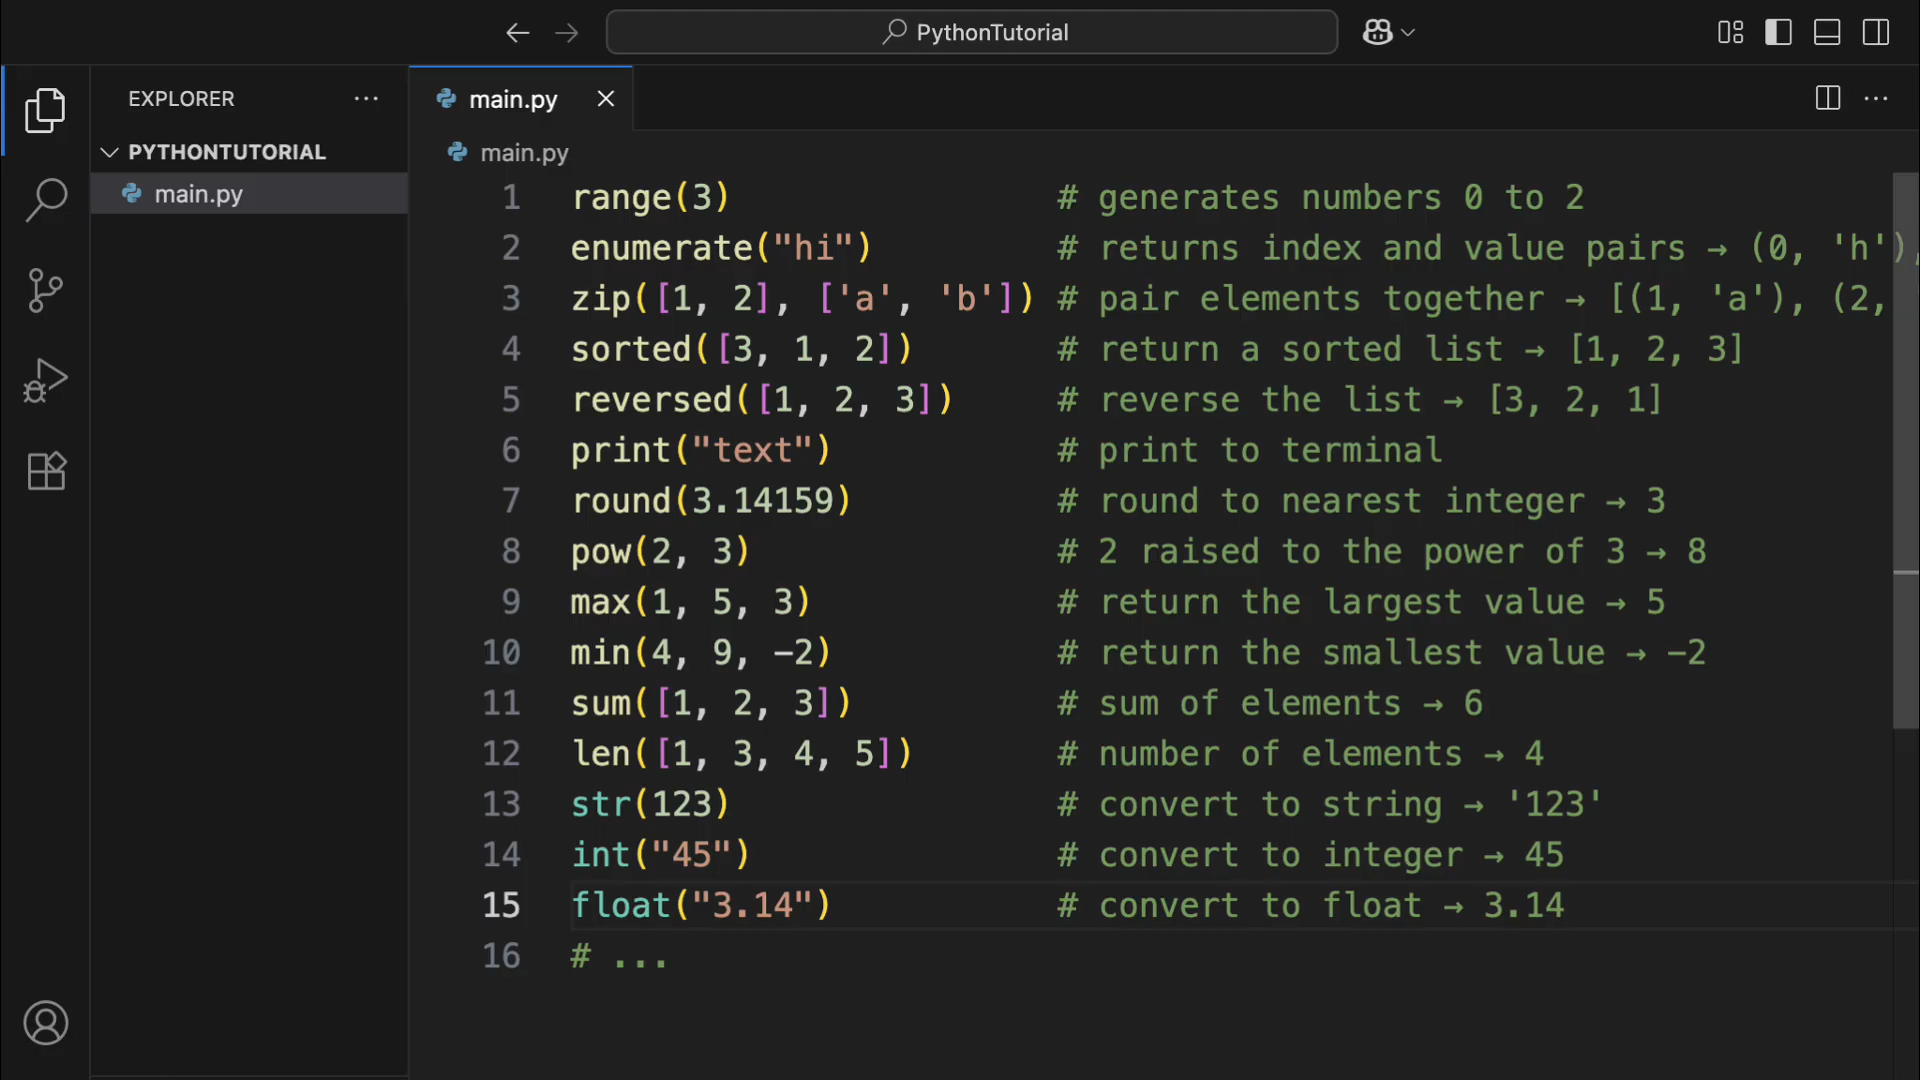 PythonTutorial
EXPLORER
main.py
PYTHONTUTORIAL
main.py
main.py
1 range(3) # generates numbers 0 to 2
2 enumerate("hi") # returns index and value pairs → (0, 'h'),
3 zip([1, 2], ['a', 'b']) # pair elements together → [(1, 'a'), (2,
4 sorted([3, 1, 2]) # return a sorted list → [1, 2, 3]
5 reversed([1, 2, 3]) # reverse the list → [3, 2, 1]
6 print("text") # print to terminal
7 round(3.14159) # round to nearest integer → 3
8 pow(2, 3) # 2 raised to the power of 3 → 8
9 max(1, 5, 3) # return the largest value → 5
10 min(4, 9, -2) # return the smallest value → -2
11 sum([1, 2, 3]) # sum of elements → 6
12 len([1, 3, 4, 5]) # number of elements → 4
13 str(123) # convert to string → '123'
14 int("45") # convert to integer → 45
15 float("3.14") # convert to float → 3.14
16 # ...